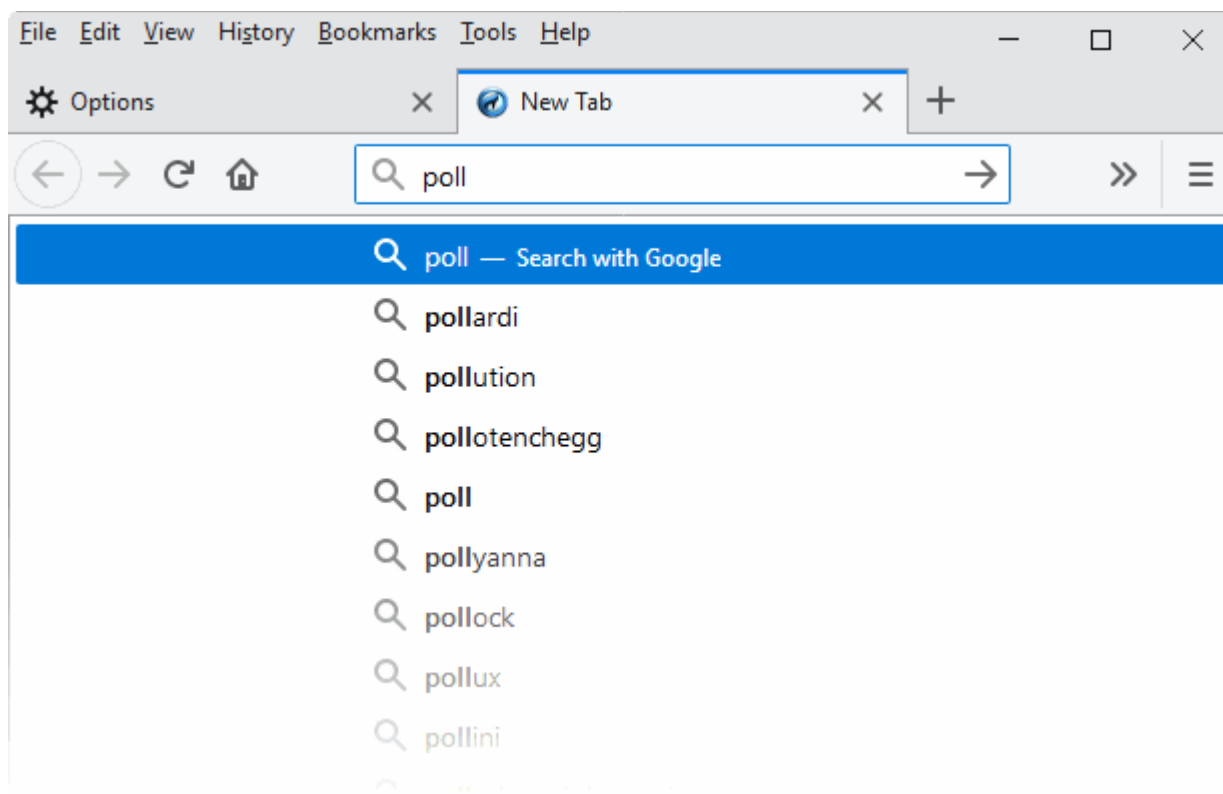 File Edit View History Bookmarks Tools Help
Options New Tab
poll
poll — Search with Google
pollardi
pollution
pollotenchegg
poll
pollyanna
pollock
pollux
pollini